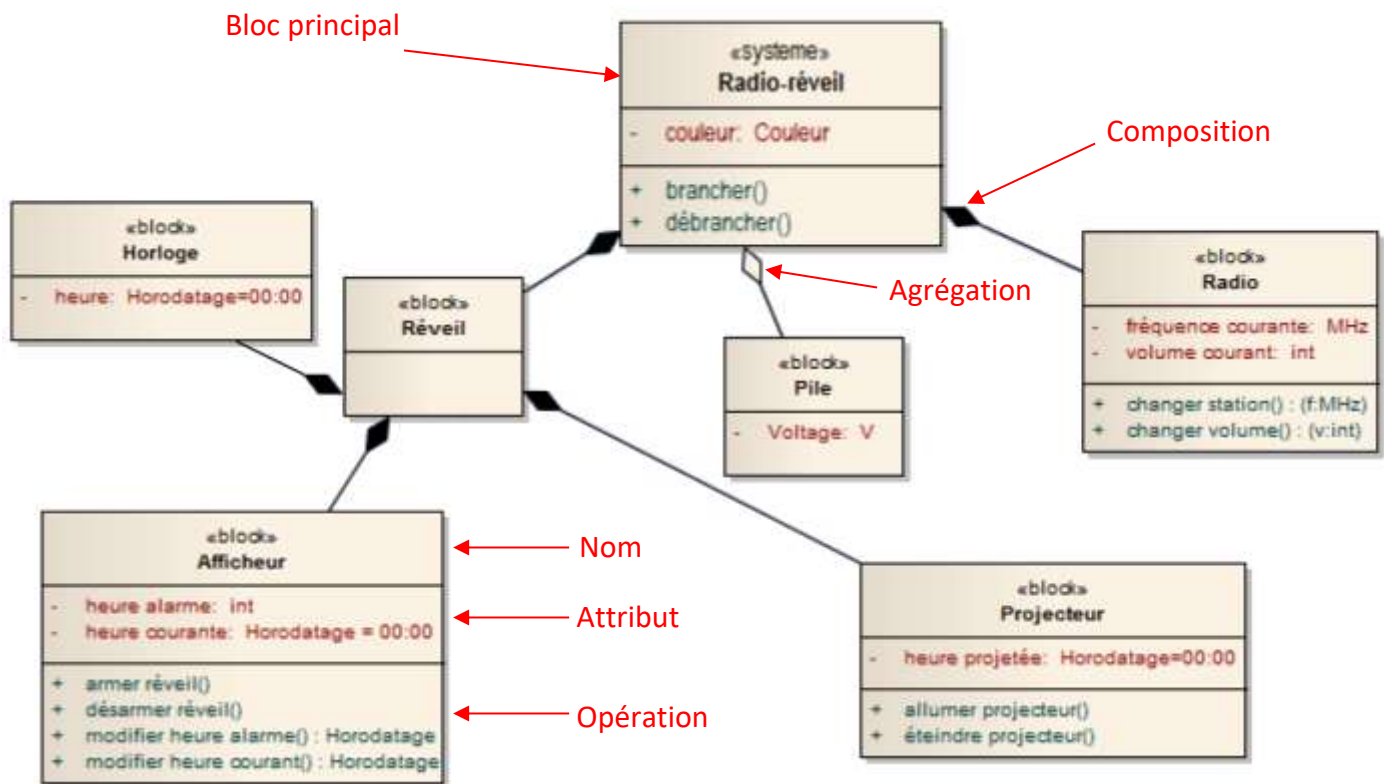 Bloc principal
«systeme»
Radio-réveil
- couleur: Couleur
+ brancher()
+ débrancher()
Composition
«block»
Horloge
- heure: Horodatage=00:00
«block»
Réveil
Agrégation
«block»
Pile
- Voltage: V
«block»
Radio
- fréquence courante: MHz
- volume courant: int
+ changer station() : (f:MHz)
+ changer volume() : (v:int)
«block»
Afficheur
- heure alarme: int
- heure courante: Horodatage = 00:00
+ armer réveil()
+ désarmer réveil()
+ modifier heure alarme() : Horodatage
+ modifier heure courant() : Horodatage
Nom
Attribut
Opération
«block»
Projecteur
- heure projetée: Horodatage=00:00
+ allumer projecteur()
+ éteindre projecteur()